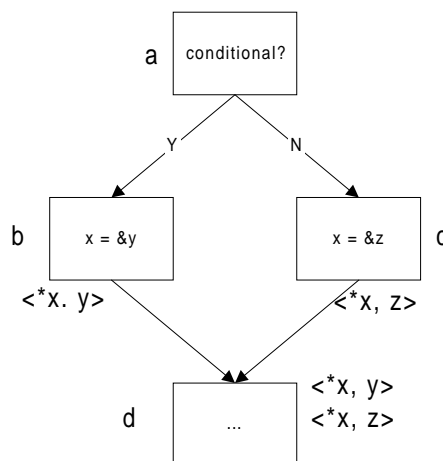 a
conditional?
Y
N
b
x = &y
x = &z
c
<*x. y>
<*x, z>
<*x, y>
<*x, z>
d
...